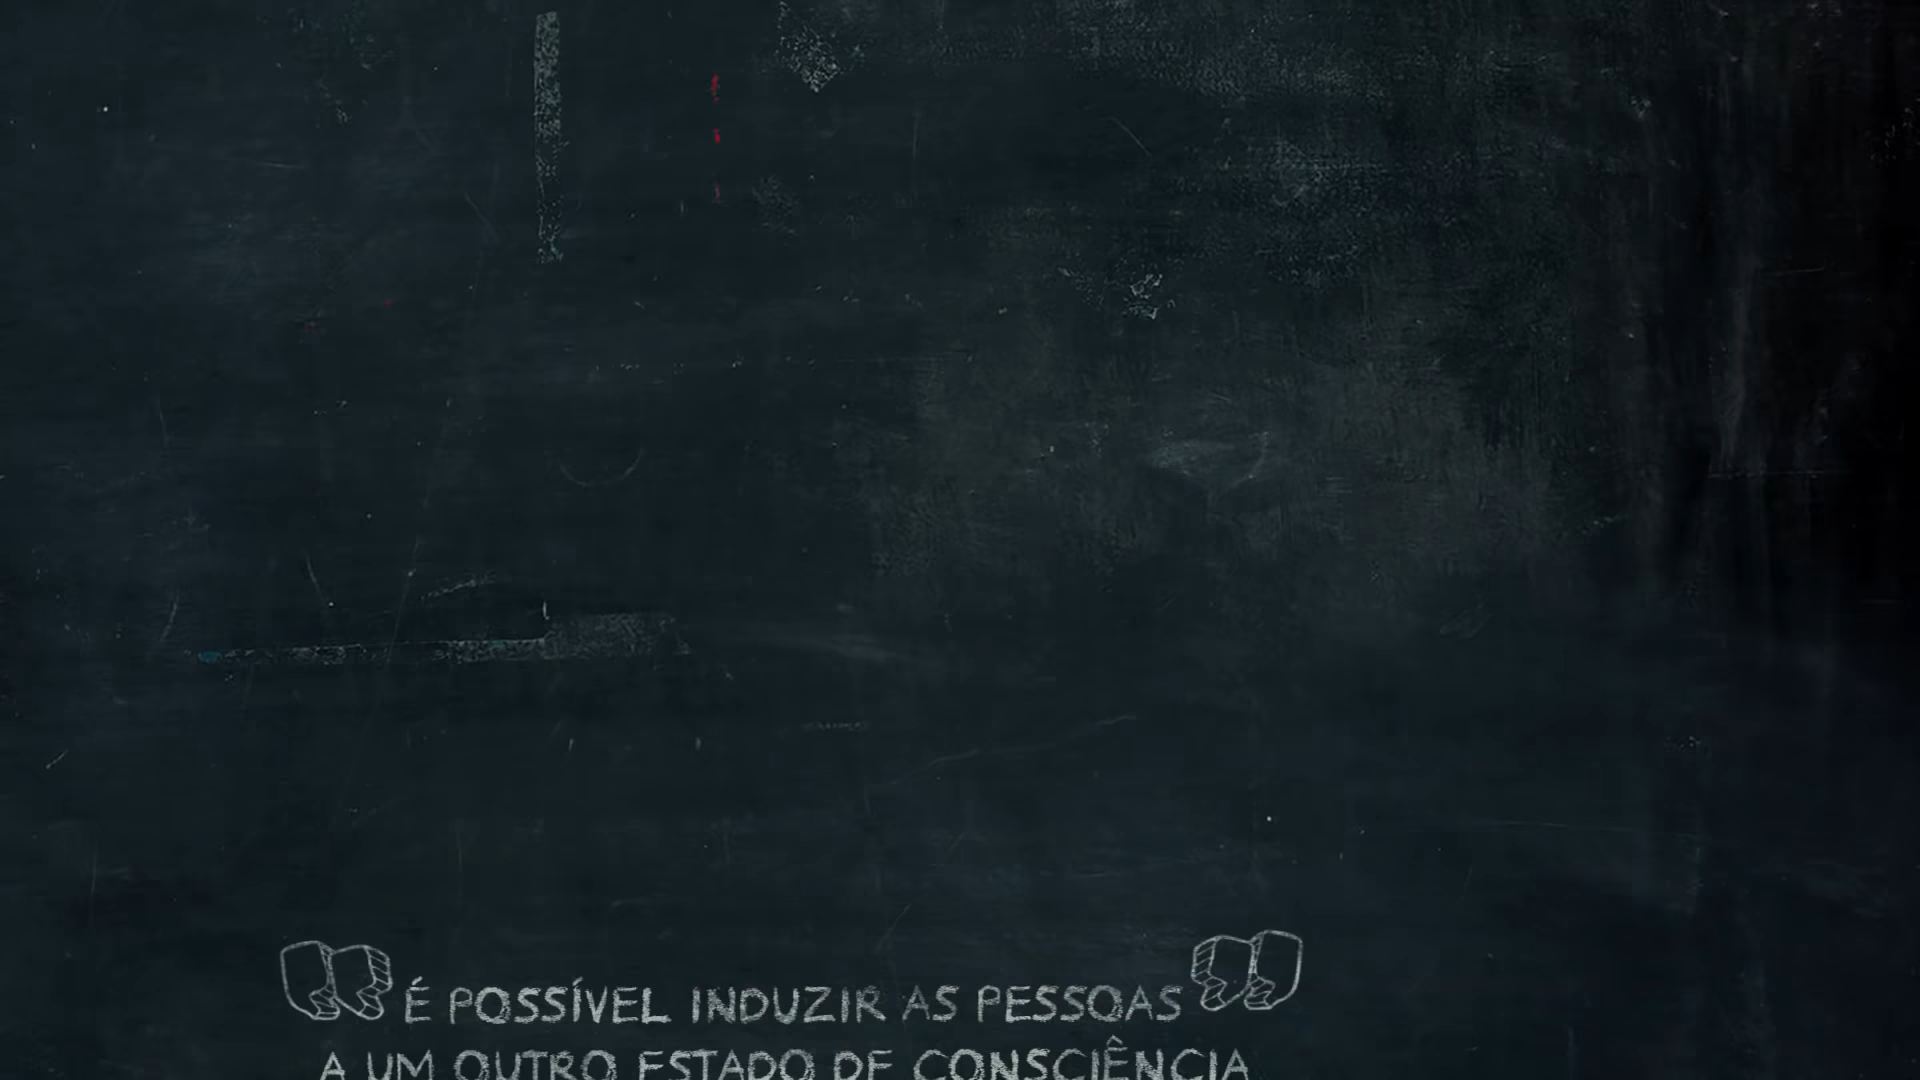 É POSSÍVEL INDUZIR AS PESSOAS
A UM OUTRO ESTADO DE CONSCIÊNCIA